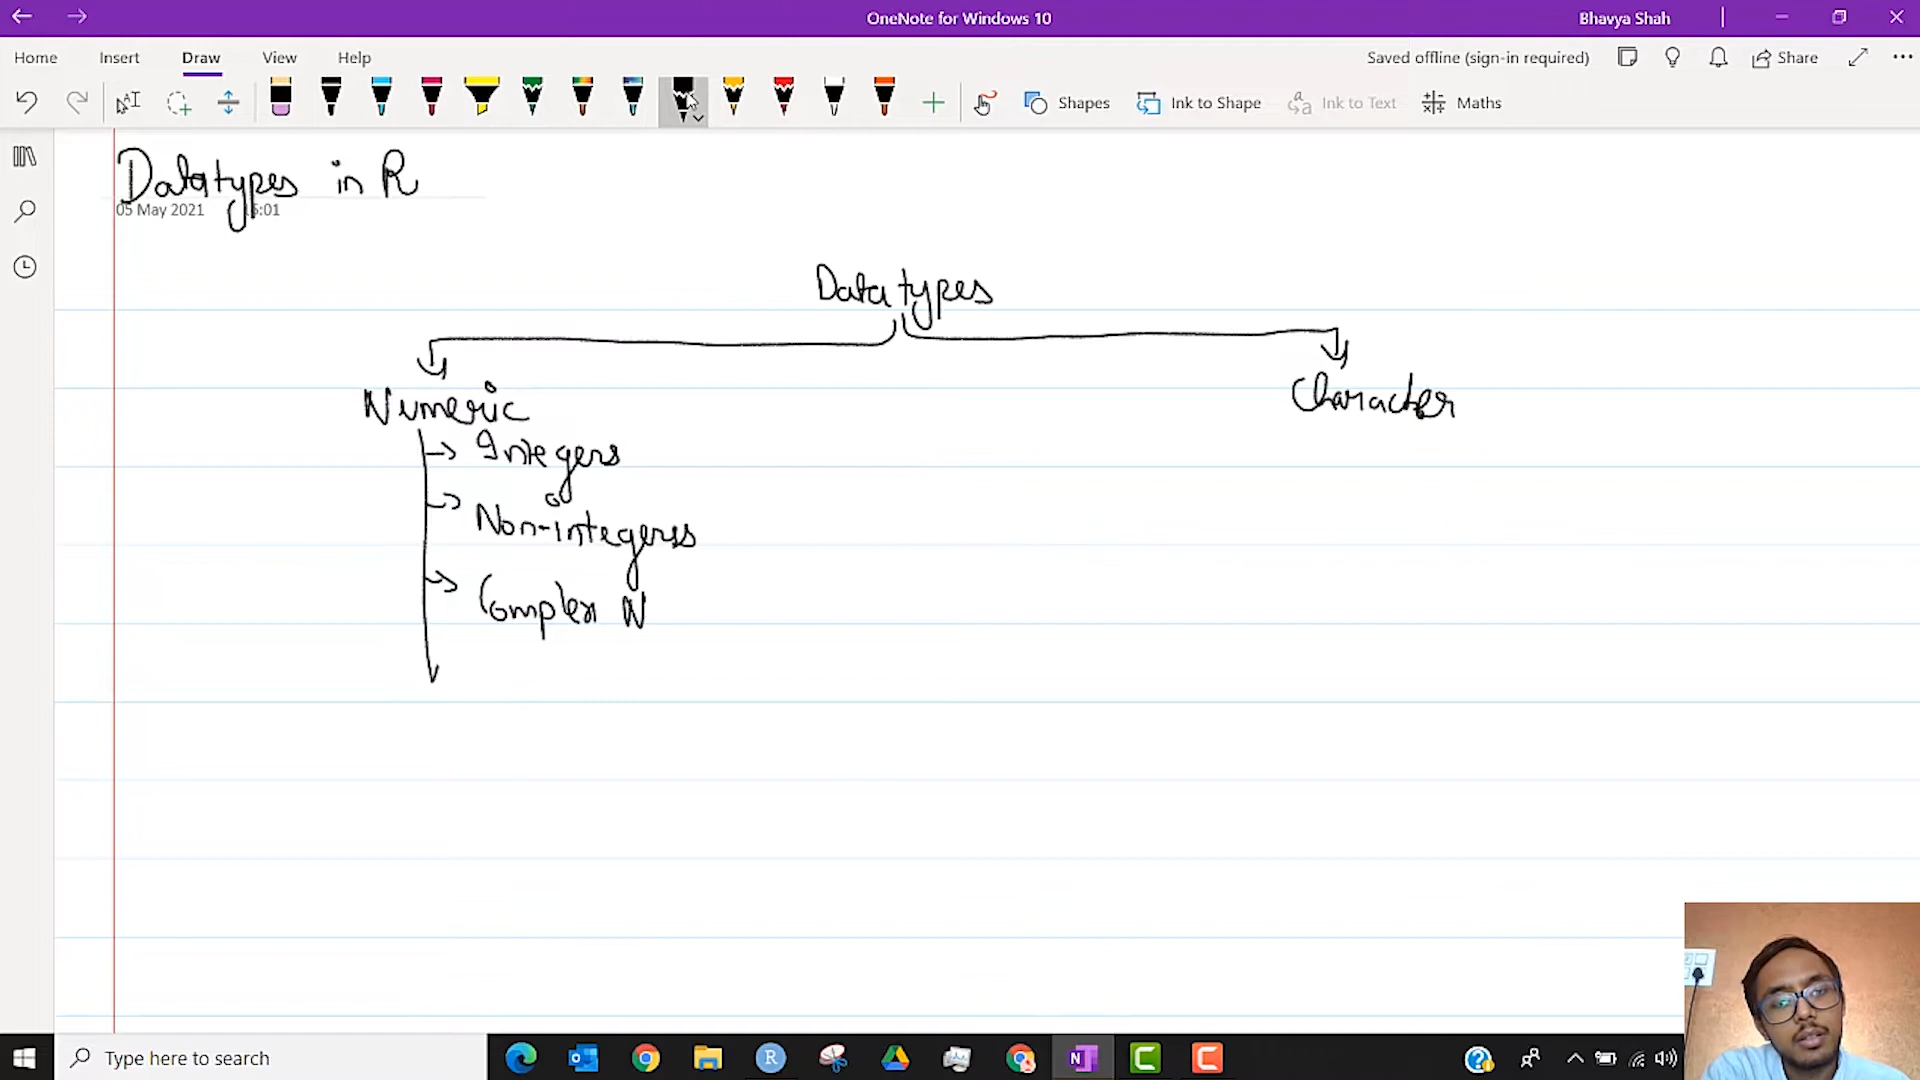 OneNote for Windows 10
Bhavya Shah
Home Insert Draw View Help
Saved offline (sign-in required)
Share
Shapes
Ink to Shape
Ink to Text
Maths
Datatypes in R
05 May 2021
Datatypes
Numeric
Character
Integers
Non-integers
Complex N
Type here to search